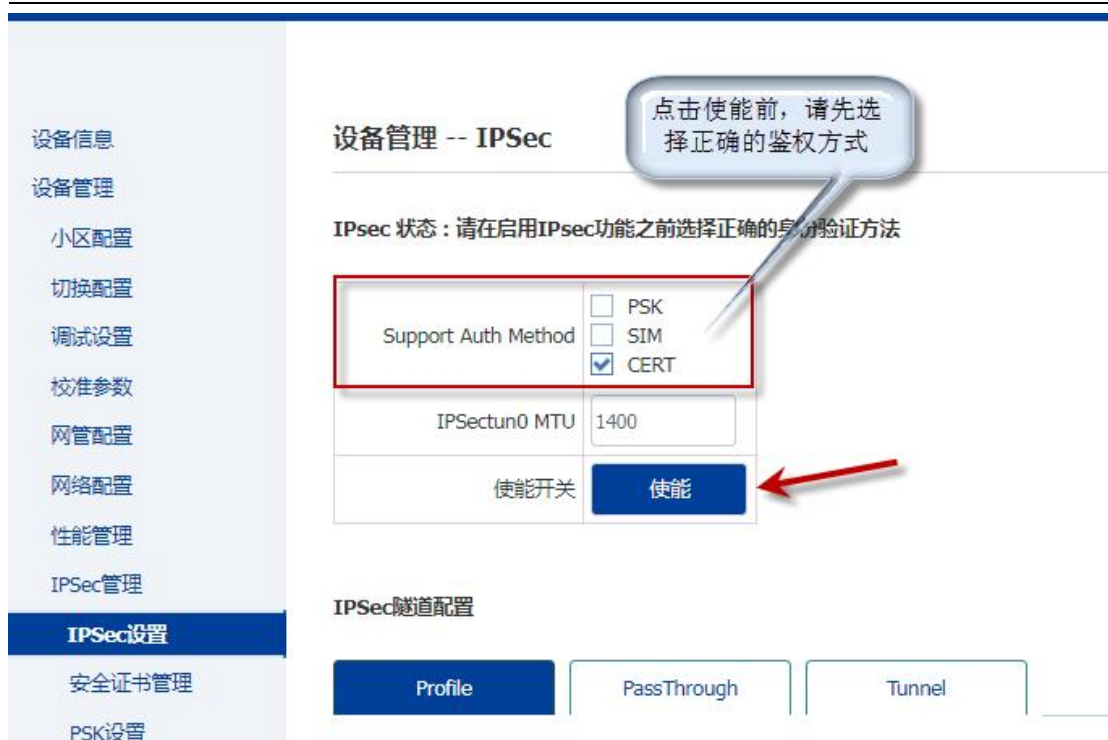 点击使能前，请先选
择正确的鉴权方式
设备信息
设备管理
小区配置
切换配置
调试设置
校准参数
网管配置
网络配置
性能管理
IPSec管理
IPSec设置
安全证书管理
PSK设置
设备管理 -- IPSec
IPsec 状态：请在启用IPsec功能之前选择正确的身份验证方法
Support Auth Method
PSK
SIM
CERT
IPSectun0 MTU 1400
使能开关 使能
IPSec隧道配置
Profile PassThrough Tunnel